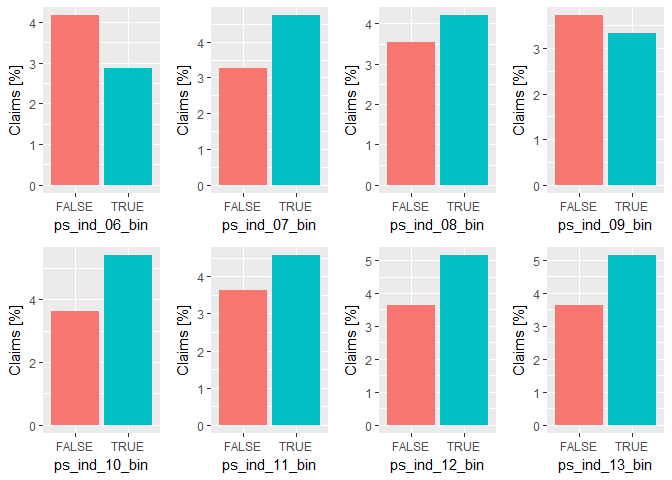 Claims [%]
4
3
2
1
0
FALSE TRUE
ps_ind_06_bin
Claims [%]
4
3
2
1
0
FALSE TRUE
ps_ind_07_bin
Claims [%]
4
3
2
1
0
FALSE TRUE
ps_ind_08_bin
Claims [%]
3
2
1
0
FALSE TRUE
ps_ind_09_bin
Claims [%]
4
2
0
FALSE TRUE
ps_ind_10_bin
Claims [%]
4
3
2
1
0
FALSE TRUE
ps_ind_11_bin
Claims [%]
5
4
3
2
1
0
FALSE TRUE
ps_ind_12_bin
Claims [%]
5
4
3
2
1
0
FALSE TRUE
ps_ind_13_bin